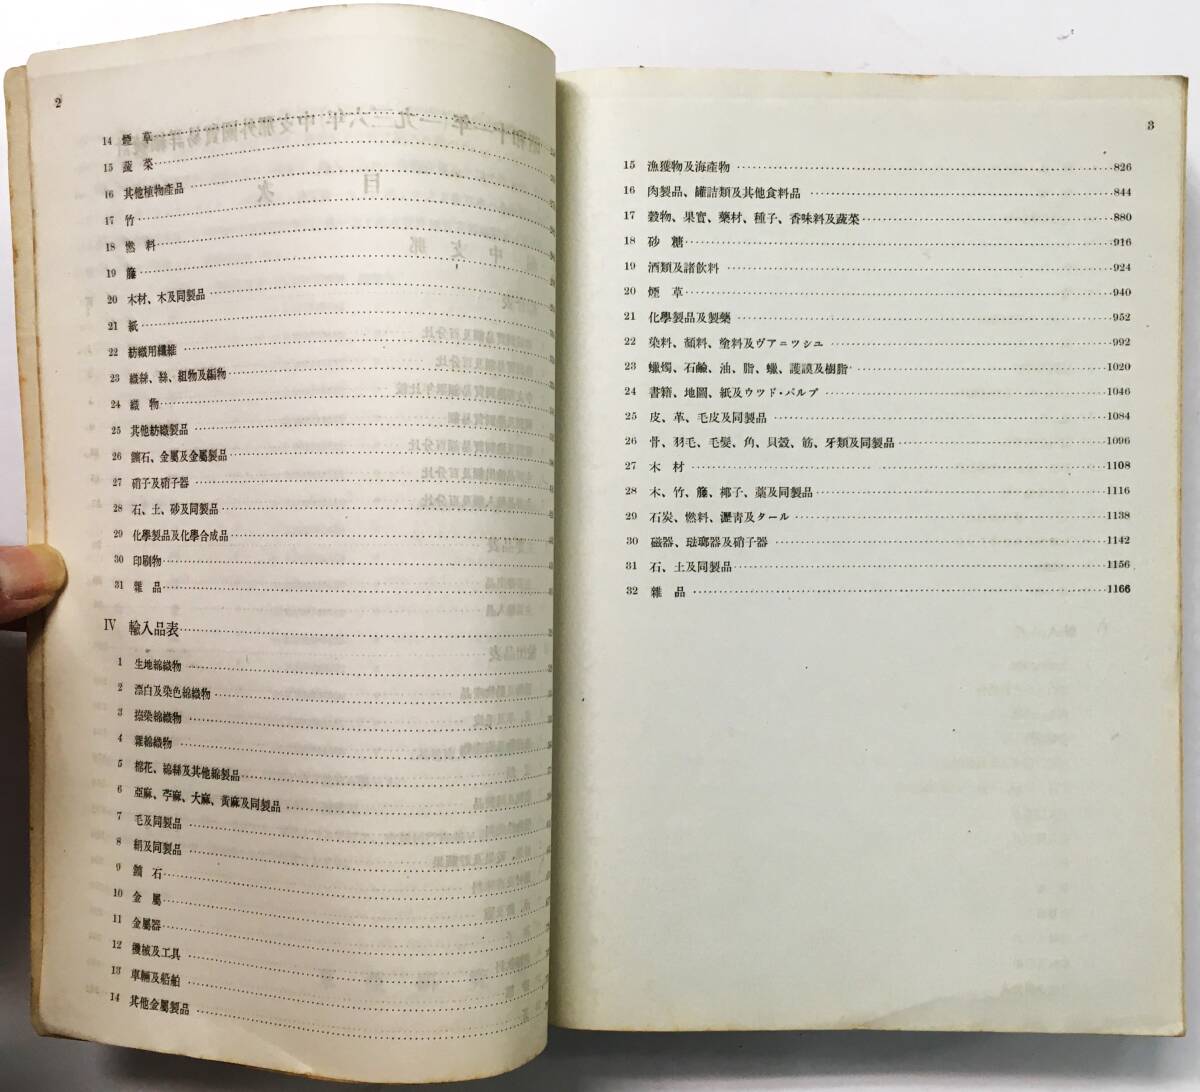 2
14 煙草
15 蔬菜
16 其他植物產品
17 竹
18 燃料
19 籐
20 木材、木及同製品
21 紙
22 紡織用纖維
23 織絲、絲、組物及編物
24 織物
25 其他紡織製品
26 鑛石、金屬及金屬製品
27 硝子及硝子器
28 石、土、砂及同製品
29 化學製品及化學合成品
30 印刷物
31 雜品
IV 輸入品表
1 生地綿織物
2 漂白及染色綿織物
3 捺染綿織物
4 雜綿織物
5 棉花、綿絲及其他綿製品
6 亞麻、苧麻、大麻、黃麻及同製品
7 毛及同製品
8 絹及同製品
9 鑛石
10 金屬
11 金屬器
12 機械及工具
13 車輛及船舶
14 其他金屬製品
3
15 漁獲物及海產物 826
16 肉製品、罐詰類及其他食料品 844
17 穀物、果實、藥材、種子、香味料及蔬菜 880
18 砂糖 916
19 酒類及諸飲料 924
20 煙草 940
21 化學製品及製藥 952
22 染料、顏料、塗料及ヴアニツシユ 992
23 蠟燭、石鹼、油、脂、蠟、護謨及樹脂 1020
24 書籍、地圖、紙及ウツド・パルプ 1046
25 皮、革、毛皮及同製品 1084
26 骨、羽毛、毛髮、角、貝殼、筋、牙類及同製品 1096
27 木材 1108
28 木、竹、籐、椰子、藁及同製品 1116
29 石炭、燃料、瀝靑及タール 1138
30 磁器、琺瑯器及硝子器 1142
31 石、土及同製品 1156
32 雜品 1166